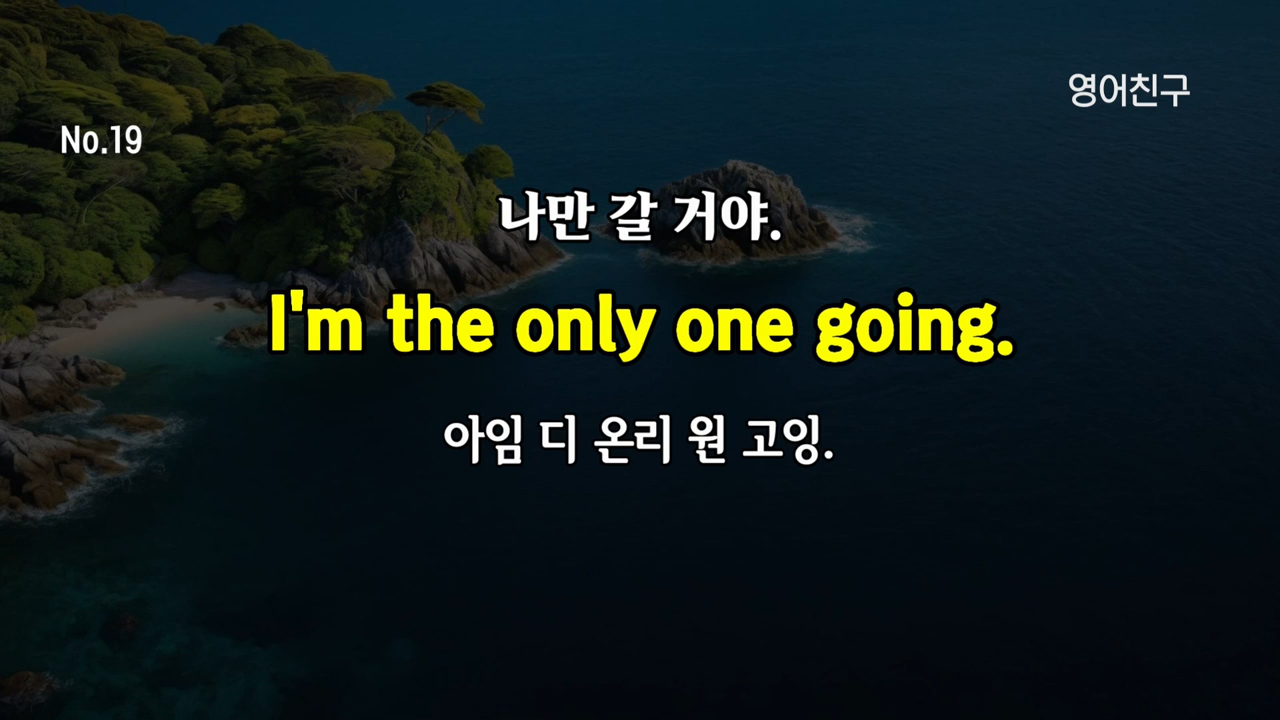 영어친구
No.19
나만 갈 거야.
I'm the only one going.
아임 디 온리 원 고잉.